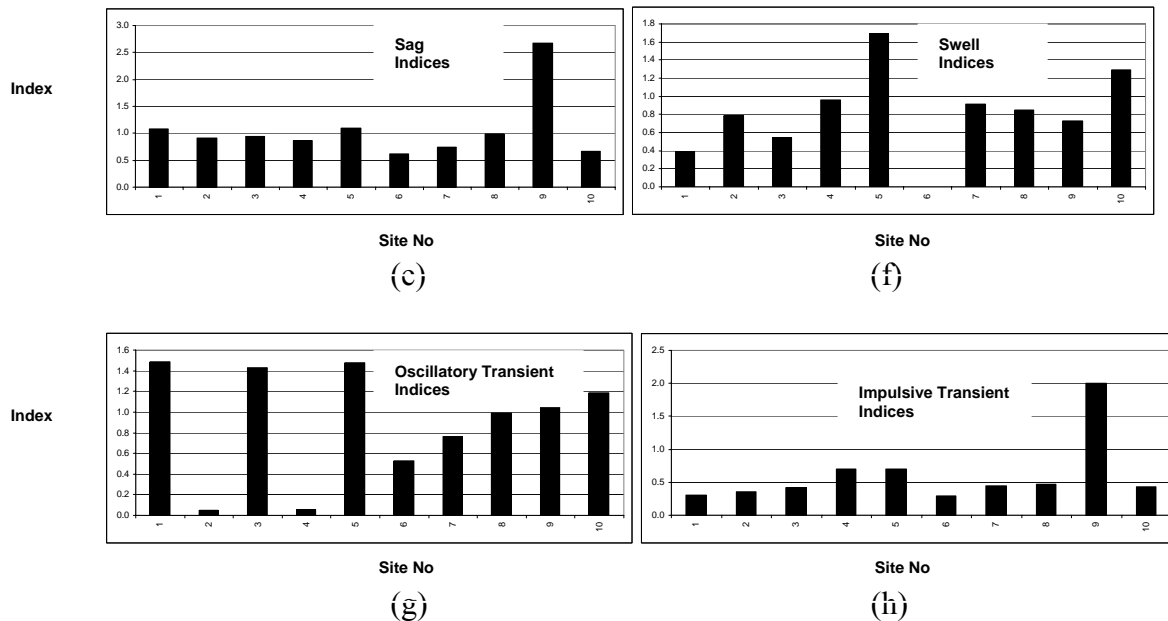 Sag
Indices
3.0
2.5
2.0
1.5
1.0
0.5
0.0
1 2 3 4 5 6 7 8 9 10
Index
Site No
(e)
Swell
Indices
1.8
1.6
1.4
1.2
1.0
0.8
0.6
0.4
0.2
0.0
1 2 3 4 5 6 7 8 9 10
Site No
(f)
Oscillatory Transient
Indices
1.6
1.4
1.2
1.0
0.8
0.6
0.4
0.2
0.0
1 2 3 4 5 6 7 8 9 10
Index
Site No
(g)
Impulsive Transient
Indices
2.5
2.0
1.5
1.0
0.5
0.0
1 2 3 4 5 6 7 8 9 10
Site No
(h)